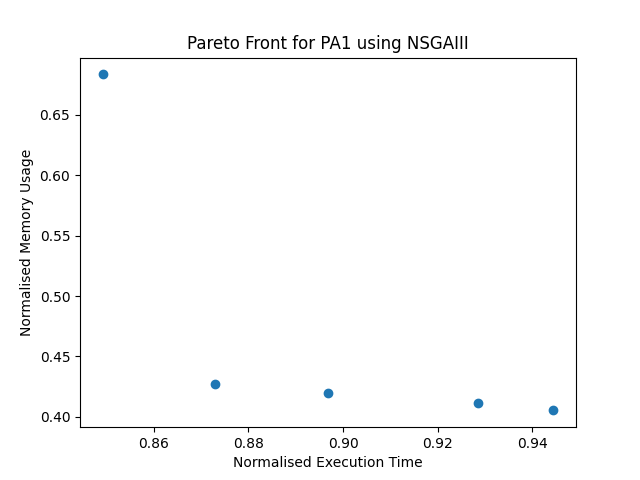 Pareto Front for PA1 using NSGAIII
0.65
0.60
0.55
0.50
0.45
0.40
Normalised Memory Usage
0.86 0.88 0.90 0.92 0.94
Normalised Execution Time